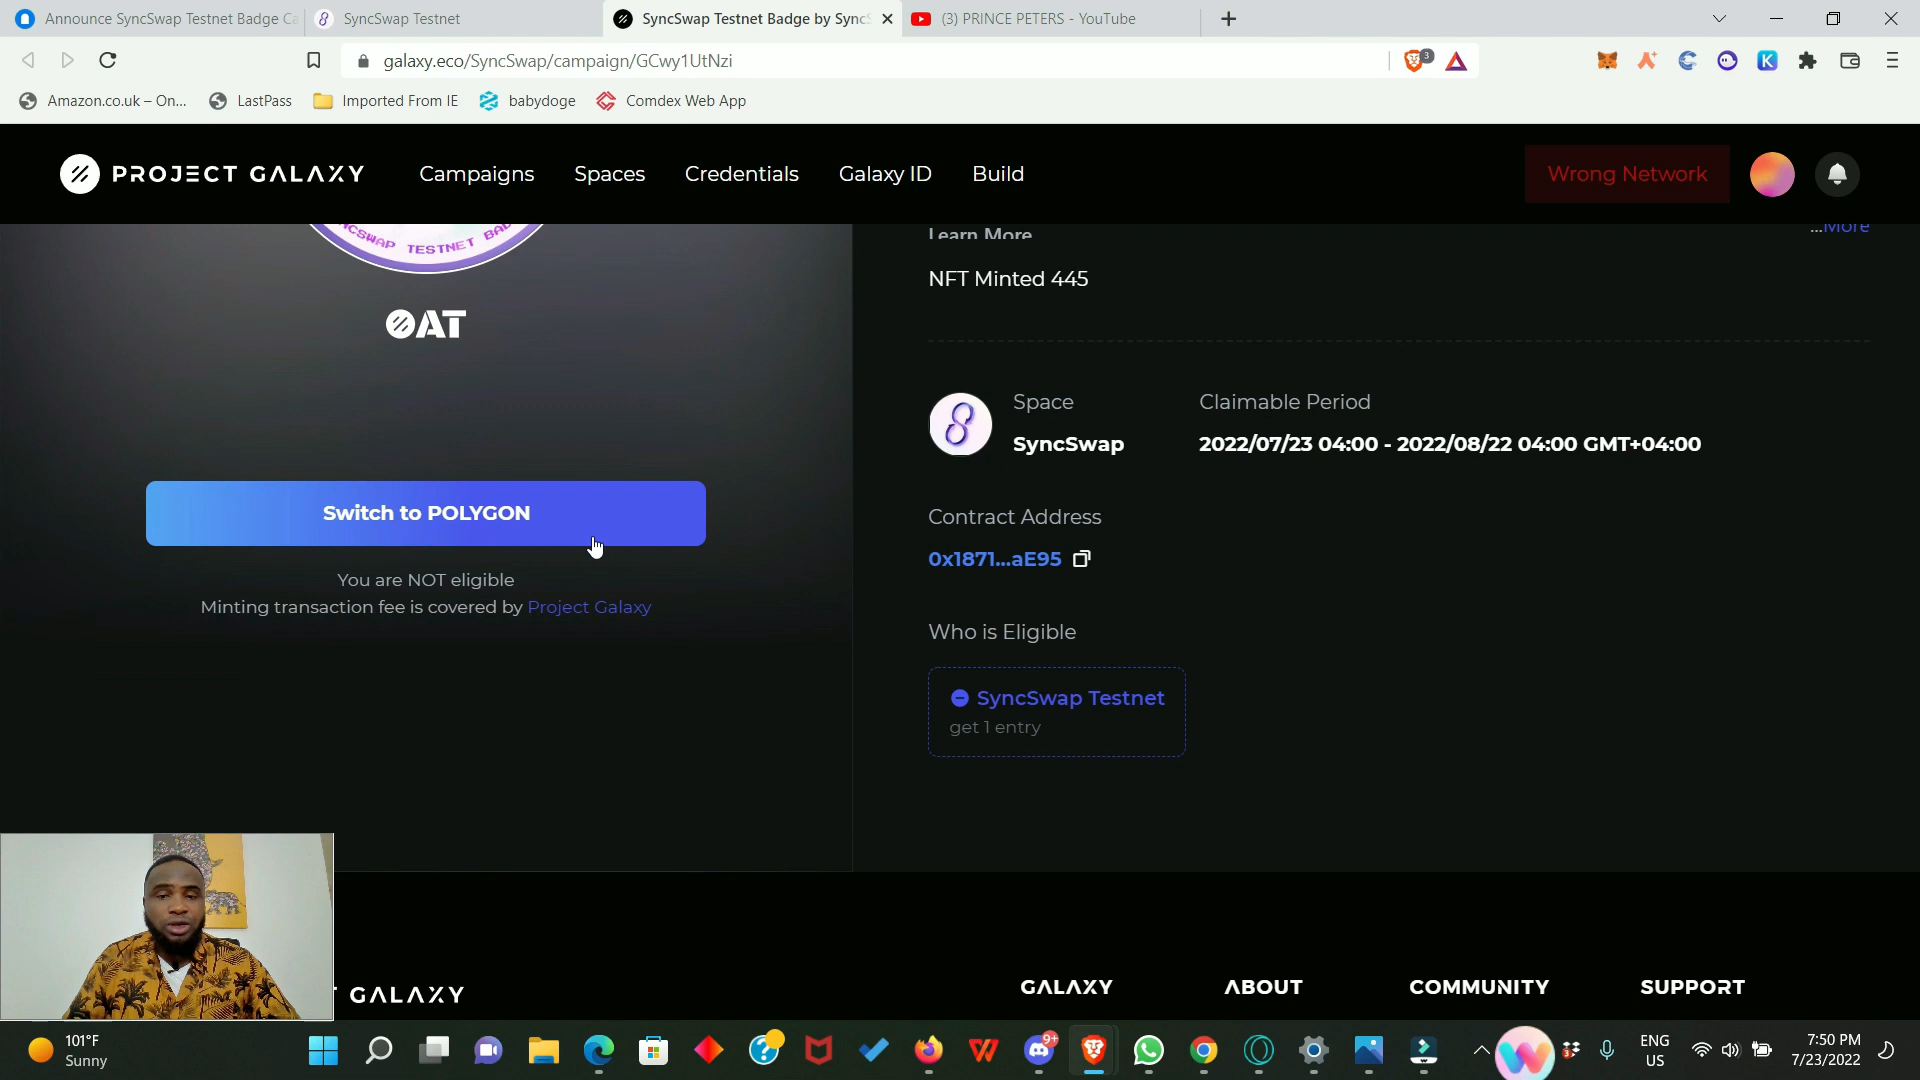 Announce SyncSwap Testnet Badge Ca
SyncSwap Testnet
SyncSwap Testnet Badge by SyncS
(3) PRINCE PETERS - YouTube
galaxy.eco/SyncSwap/campaign/GCwy1UtNzi
3
Amazon.co.uk – On...
LastPass
Imported From IE
babydoge
Comdex Web App
PROJECT GALAXY
Campaigns
Spaces
Credentials
Galaxy ID
Build
Wrong Network
NCSWAP TESTNET BAD
OAT
Switch to POLYGON
You are NOT eligible
Minting transaction fee is covered by Project Galaxy
Learn More
...More
NFT Minted 445
Space
SyncSwap
Claimable Period
2022/07/23 04:00 - 2022/08/22 04:00 GMT+04:00
Contract Address
0x1871...aE95
Who is Eligible
SyncSwap Testnet
get 1 entry
T GALAXY
GALAXY
ABOUT
COMMUNITY
SUPPORT
101°F
Sunny
9+
ENG
US
7:50 PM
7/23/2022